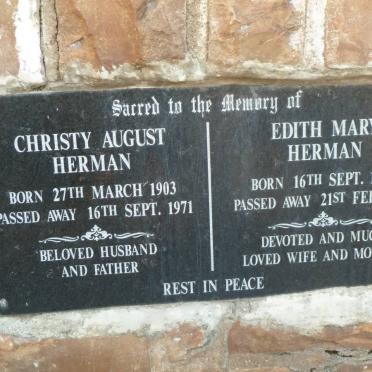 Sacred to the Memory of
CHRISTY AUGUST
HERMAN
BORN 27TH MARCH 1903
PASSED AWAY 16TH SEPT. 1971
BELOVED HUSBAND
AND FATHER
EDITH MARY
HERMAN
BORN 16TH SEPT.
PASSED AWAY 21ST
DEVOTED AND
LOVED WIFE AND
REST IN PEACE